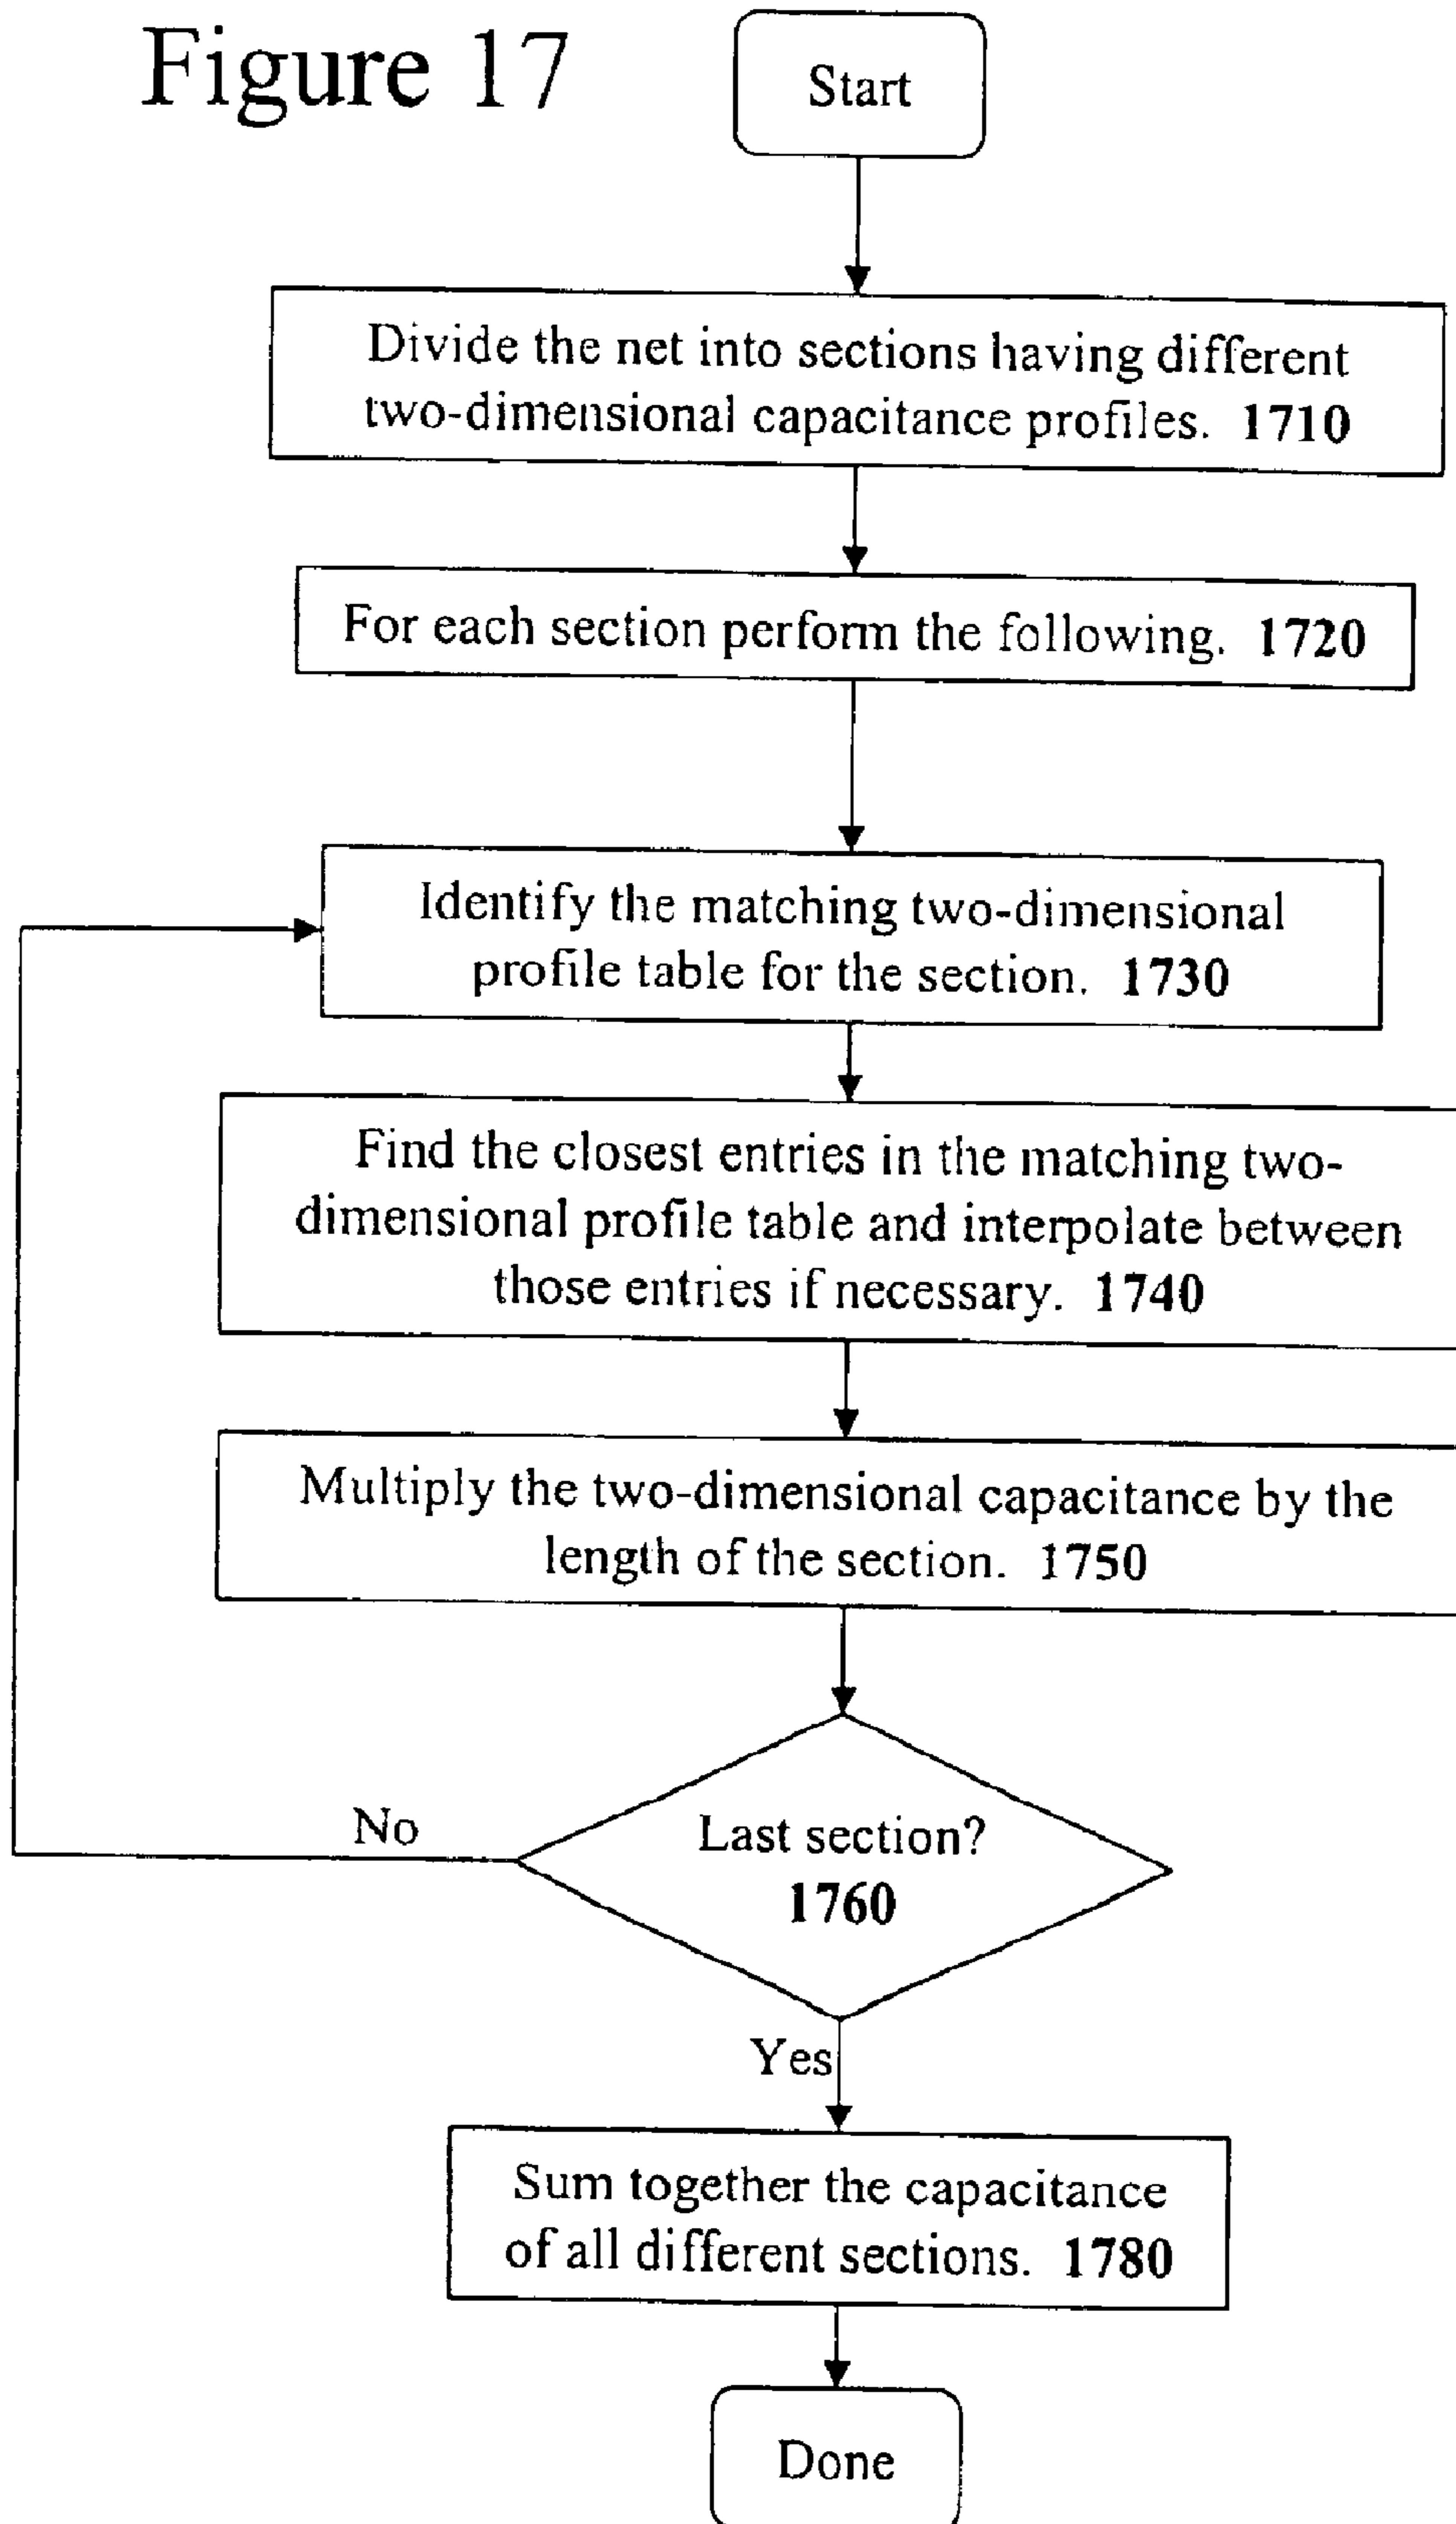 Figure 17
Start
Divide the net into sections having different
two-dimensional capacitance profiles. 1710
For each section perform the following. 1720
Identify the matching two-dimensional
profile table for the section. 1730
Find the closest entries in the matching two-
dimensional profile table and interpolate between
those entries if necessary. 1740
Multiply the two-dimensional capacitance by the
length of the section. 1750
No
Last section?
1760
Yes
Sum together the capacitance
of all different sections. 1780
Done